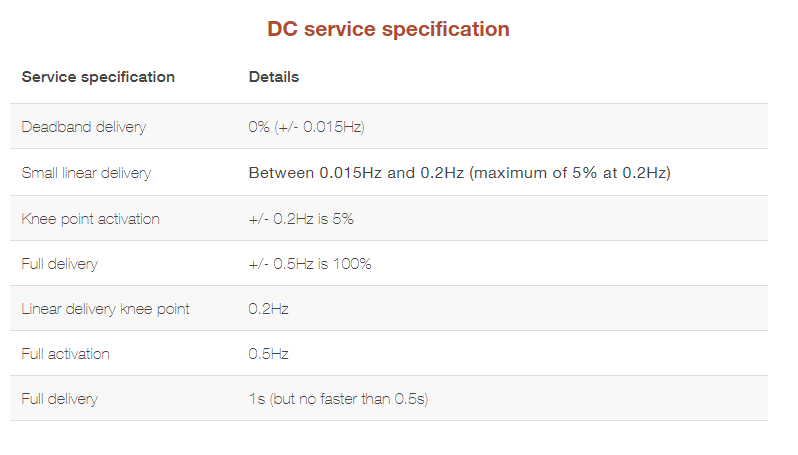 DC service specification
Service specification Details
Deadband delivery 0% (+/- 0.015Hz)
Small linear delivery Between 0.015Hz and 0.2Hz (maximum of 5% at 0.2Hz)
Knee point activation +/- 0.2Hz is 5%
Full delivery +/- 0.5Hz is 100%
Linear delivery knee point 0.2Hz
Full activation 0.5Hz
Full delivery 1s (but no faster than 0.5s)